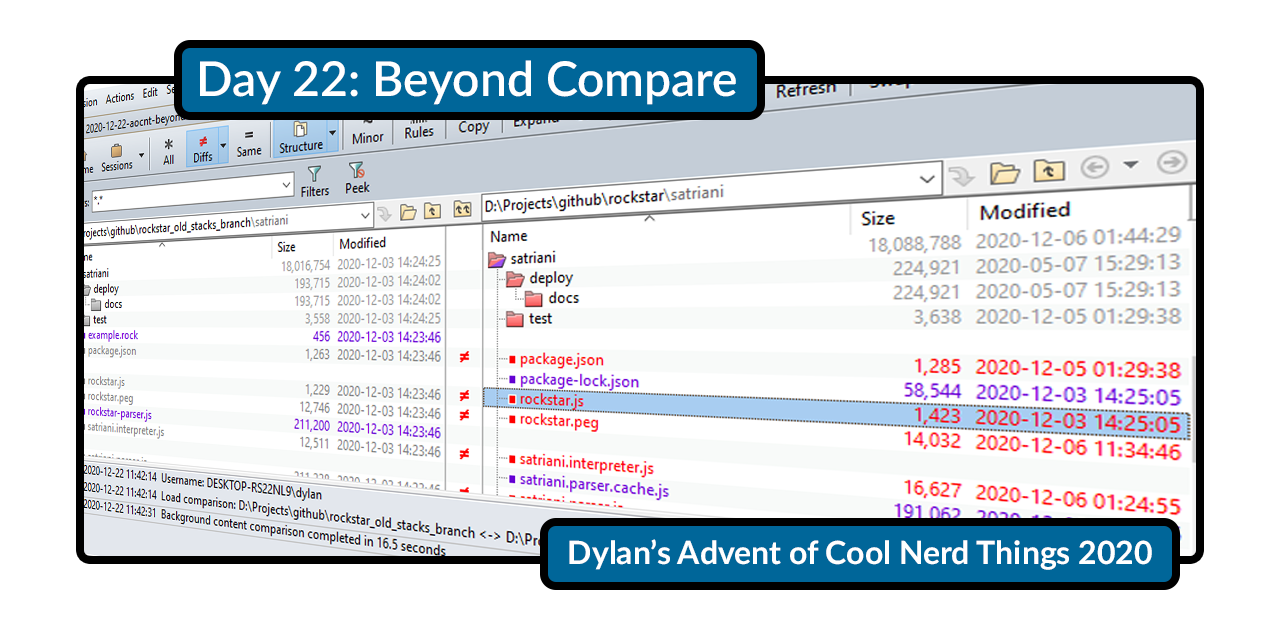 Day 22: Beyond Compare
Actions Edit
Refresh
2020-12-22-aocnt-beyond
Sessions
All
Diffs
Same
Structure
Minor
Rules
Copy
Expand
*.*
Filters
Peek
rojects\github\rockstar_old_stacks_branch\satriani
D:\Projects\github\rockstar\satriani
Size Modified
satriani 18,016,754 2020-12-03 14:24:25
deploy 193,715 2020-12-03 14:24:02
docs 193,715 2020-12-03 14:24:02
test 3,558 2020-12-03 14:24:25
example.rock 456 2020-12-03 14:23:46
package.json 1,263 2020-12-03 14:23:46
rockstar.js 1,229 2020-12-03 14:23:46
rockstar.peg 12,746 2020-12-03 14:23:46
rockstar-parser.js 211,200 2020-12-03 14:23:46
satriani.interpreter.js 12,511 2020-12-03 14:23:46
Name Size Modified
satriani 18,088,788 2020-12-06 01:44:29
deploy 224,921 2020-05-07 15:29:13
docs 224,921 2020-05-07 15:29:13
test 3,638 2020-12-05 01:29:38
package.json 1,285 2020-12-05 01:29:38
package-lock.json 58,544 2020-12-03 14:25:05
rockstar.js 1,423 2020-12-03 14:25:05
rockstar.peg 14,032 2020-12-06 11:34:46
satriani.interpreter.js 16,627 2020-12-06 01:24:55
satriani.parser.cache.js 191,062
2020-12-22 11:42:14 Username: DESKTOP-RS22NL9\dylan
2020-12-22 11:42:14 Load comparison: D:\Projects\github\rockstar_old_stacks_branch <-> D:\Pr
2020-12-22 11:42:31 Background content comparison completed in 16.5 seconds
Dylan’s Advent of Cool Nerd Things 2020